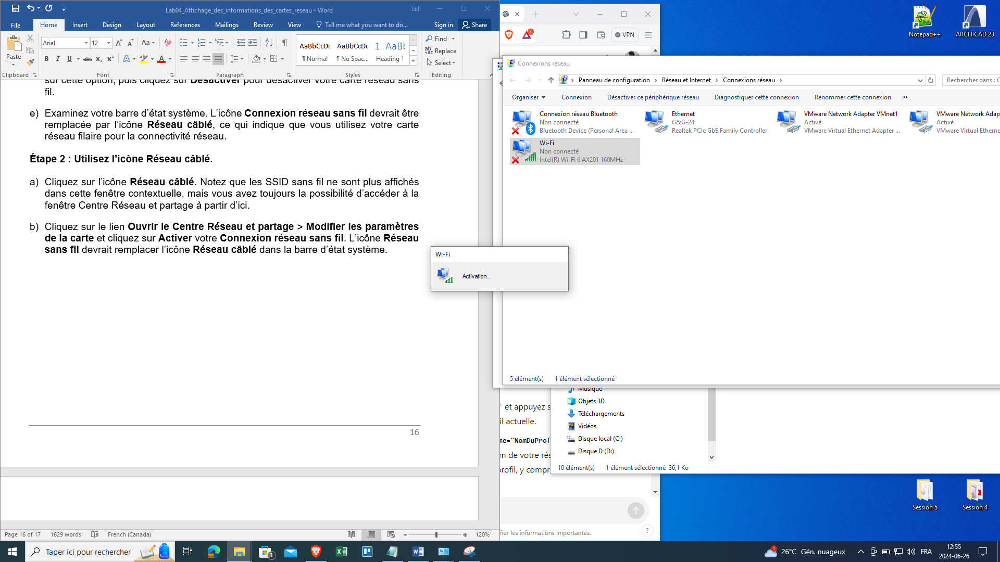 Lab04_Affichage_des_informations_des_cartes_reseau - Word
File Home Insert Design Layout References Mailings Review View Tell me what you want to do... Sign in Share
Paste
Arial 12
Aa
B I U abc x₂ x²
AaBbCcDc AaBbCcDc 1 AaBb
¶ Normal ¶ No Spac... Heading 1
Find
Replace
Select
Clipboard Font Paragraph Styles Editing
sur cette option, puis cliquez sur Désactiver pour désactiver votre carte réseau sans
fil.
e) Examinez votre barre d’état système. L’icône Connexion réseau sans fil devrait être
remplacée par l’icône Réseau câblé, ce qui indique que vous utilisez votre carte
réseau filaire pour la connectivité réseau.
Étape 2 : Utilisez l’icône Réseau câblé.
a) Cliquez sur l’icône Réseau câblé. Notez que les SSID sans fil ne sont plus affichés
dans cette fenêtre contextuelle, mais vous avez toujours la possibilité d’accéder à la
fenêtre Centre Réseau et partage à partir d’ici.
b) Cliquez sur le lien Ouvrir le Centre Réseau et partage > Modifier les paramètres
de la carte et cliquez sur Activer votre Connexion réseau sans fil. L’icône Réseau
sans fil devrait remplacer l’icône Réseau câblé dans la barre d’état système.
16
Page 16 of 17 1629 words French (Canada) 120%
VPN
1
Connexions réseau
Panneau de configuration > Réseau et Internet > Connexions réseau >
Rechercher dans : C
Organiser Connexion Désactiver ce périphérique réseau Diagnostiquer cette connexion Renommer cette connexion »
Connexion réseau Bluetooth
Non connecté
Bluetooth Device (Personal Area ...
Ethernet
G&G-24
Realtek PCIe GbE Family Controller
VMware Network Adapter VMnet1
Activé
VMware Virtual Ethernet Adapter ...
VMware Network Adap
Activé
VMware Virtual Etherne
Wi-Fi
Non connecté
Intel(R) Wi-Fi 6 AX201 160MHz
5 élément(s) 1 élément sélectionné
Wi-Fi
Activation...
Musique
Objets 3D
Téléchargements
Vidéos
Disque local (C:)
Disque D (D:)
10 élément(s) 1 élément sélectionné 36,1 Ko
et appuyez s
il actuelle.
me="NomDuProf
m de votre rés
profil, y compr
fier les informations importantes.
?
Notepad++
ARCHICAD 23
Session 5
Session 4
Taper ici pour rechercher
1
1
26°C Gén. nuageux
FRA
12:55
2024-06-26